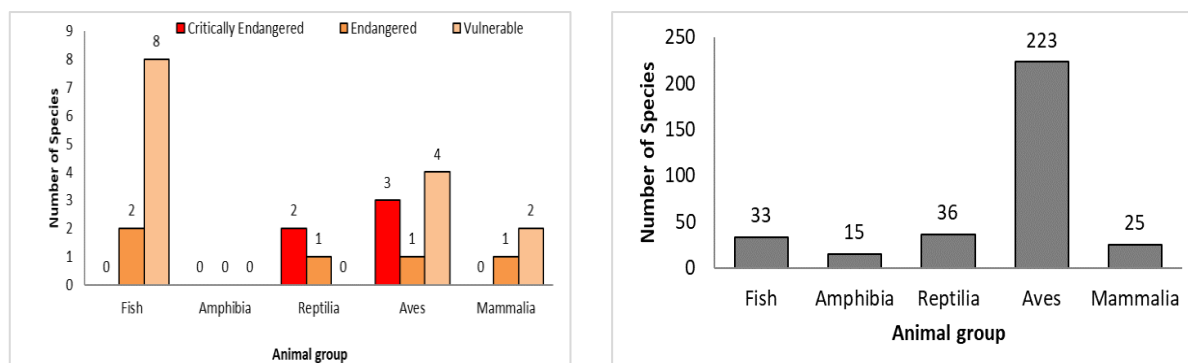 Critically Endangered Endangered Vulnerable
Number of Species
9
8
7
6
5
4
3
2
1
0
0 2 8
0 0 0
2 1 0
3 1 4
0 1 2
Fish Amphibia Reptilia Aves Mammalia
Animal group
Number of Species
250
200
150
100
50
0
33 15 36 223 25
Fish Amphibia Reptilia Aves Mammalia
Animal group